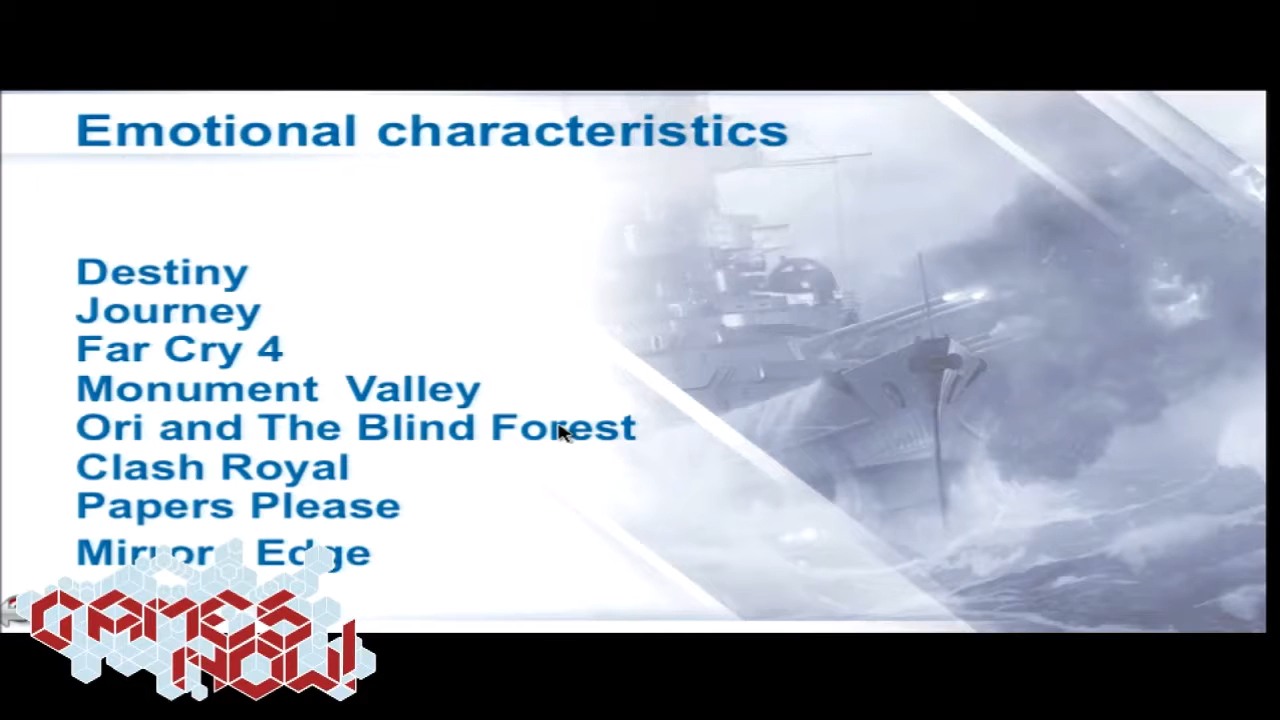 Emotional characteristics
Destiny
Journey
Far Cry 4
Monument Valley
Ori and The Blind Forest
Clash Royal
Papers Please
Mirror Edge
GAMES
NOW!